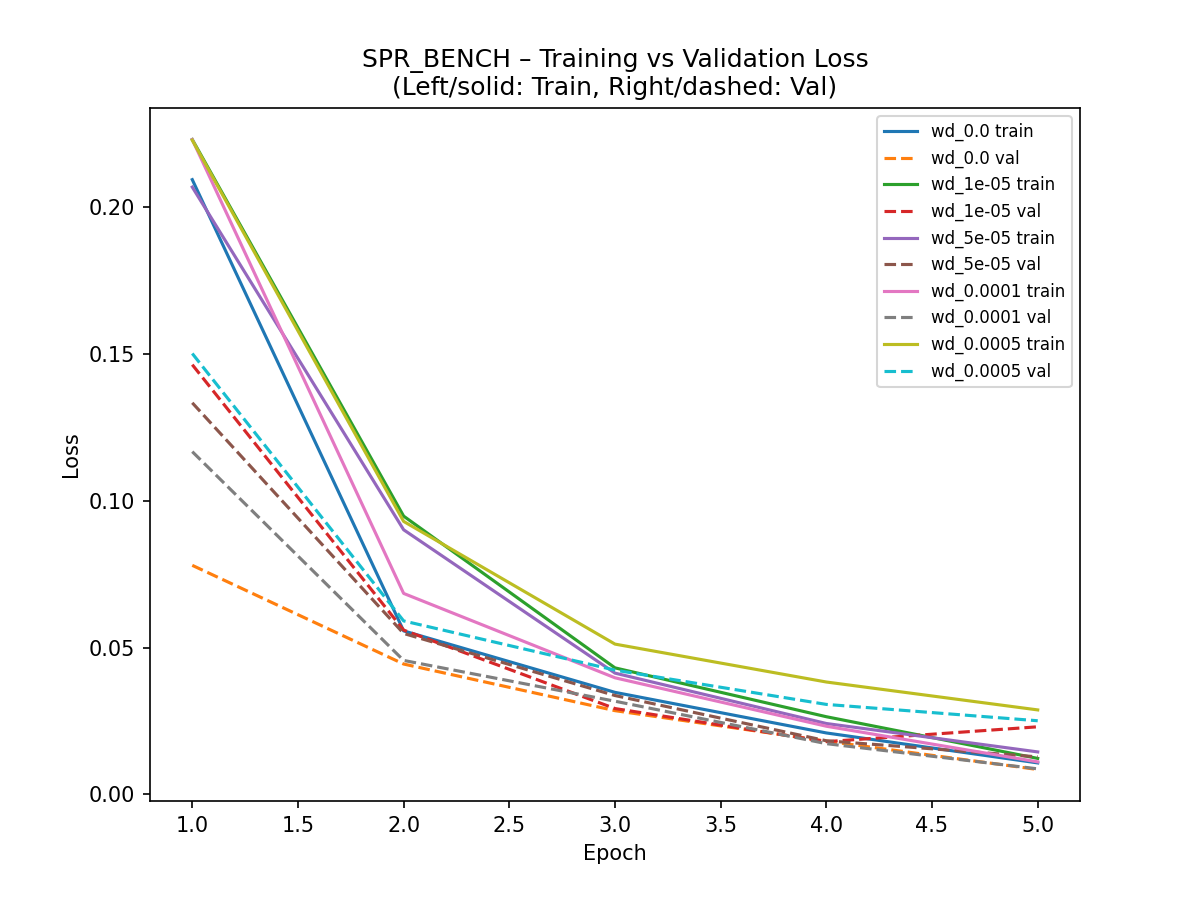 SPR_BENCH – Training vs Validation Loss
(Left/solid: Train, Right/dashed: Val)
wd_0.0 train
wd_0.0 val
wd_1e-05 train
wd_1e-05 val
wd_5e-05 train
wd_5e-05 val
wd_0.0001 train
wd_0.0001 val
wd_0.0005 train
wd_0.0005 val
Loss
0.20
0.15
0.10
0.05
0.00
1.0 1.5 2.0 2.5 3.0 3.5 4.0 4.5 5.0
Epoch